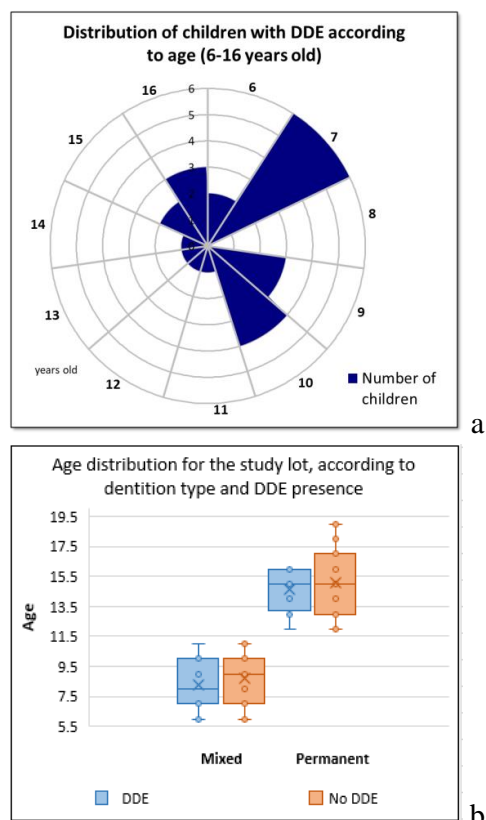 Distribution of children with DDE according
to age (6-16 years old)
6
7
8
9
10
11
12
13
14
15
16
6
5
4
3
2
1
0
years old
Number of
children
a
Age distribution for the study lot, according to
dentition type and DDE presence
19.5
17.5
15.5
13.5
11.5
9.5
7.5
5.5
Age
Mixed Permanent
DDE No DDE
b